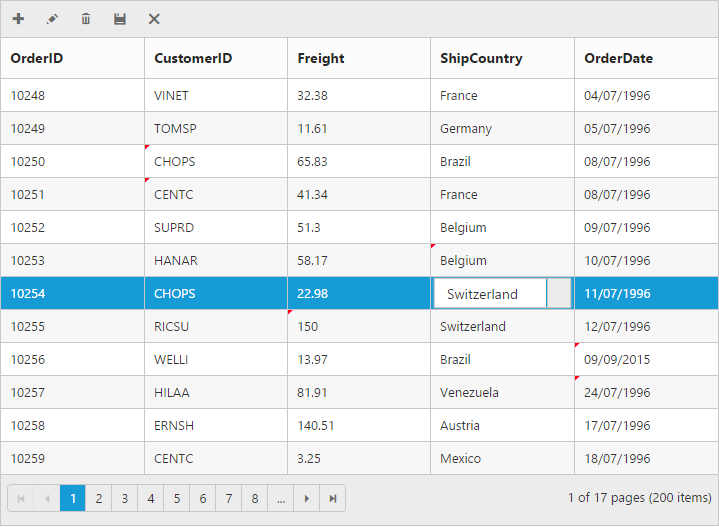 OrderID CustomerID Freight ShipCountry OrderDate
10248 VINET 32.38 France 04/07/1996
10249 TOMSP 11.61 Germany 05/07/1996
10250 CHOPS 65.83 Brazil 08/07/1996
10251 CENTC 41.34 France 08/07/1996
10252 SUPRD 51.3 Belgium 09/07/1996
10253 HANAR 58.17 Belgium 10/07/1996
10254 CHOPS 22.98 Switzerland 11/07/1996
10255 RICSU 150 Switzerland 12/07/1996
10256 WELLI 13.97 Brazil 09/09/2015
10257 HILAA 81.91 Venezuela 24/07/1996
10258 ERNSH 140.51 Austria 17/07/1996
10259 CENTC 3.25 Mexico 18/07/1996
1 2 3 4 5 6 7 8 ... 1 of 17 pages (200 items)